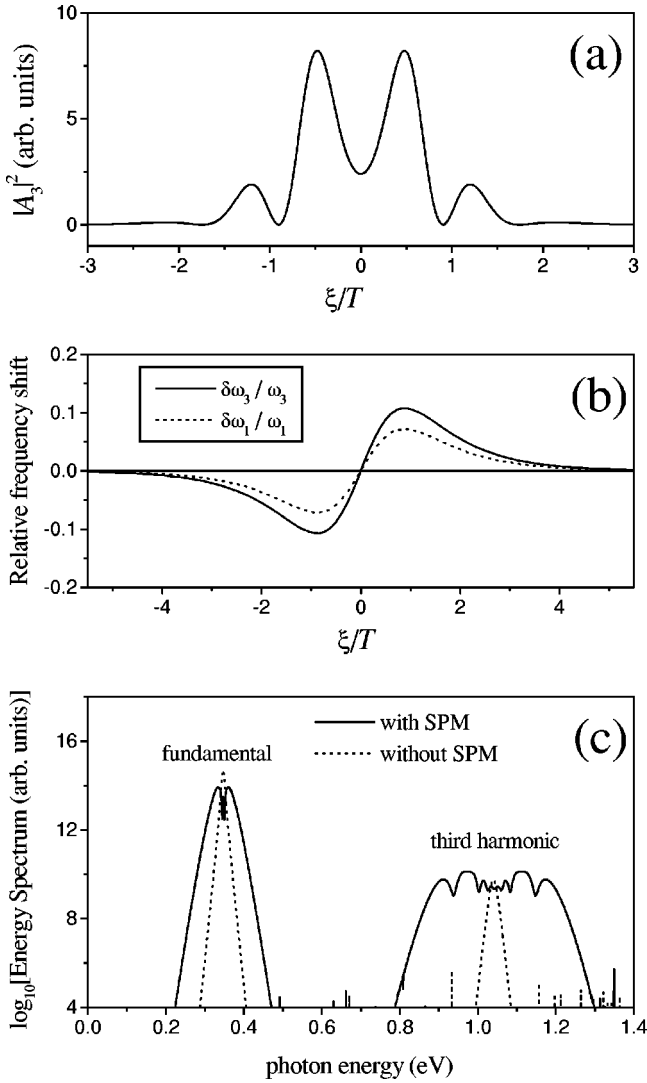 (a)
|A₃|² (arb. units)
10
5
0
-3 -2 -1 0 1 2 3
ξ/T
(b)
Relative frequency shift
0.2
0.1
0.0
-0.1
-0.2
δω₃ / ω₃
δω₁ / ω₁
-4 -2 0 2 4
ξ/T
(c)
log₁₀[Energy Spectrum (arb. units)]
16
12
8
4
with SPM
without SPM
fundamental
third harmonic
0.0 0.2 0.4 0.6 0.8 1.0 1.2 1.4
photon energy (eV)